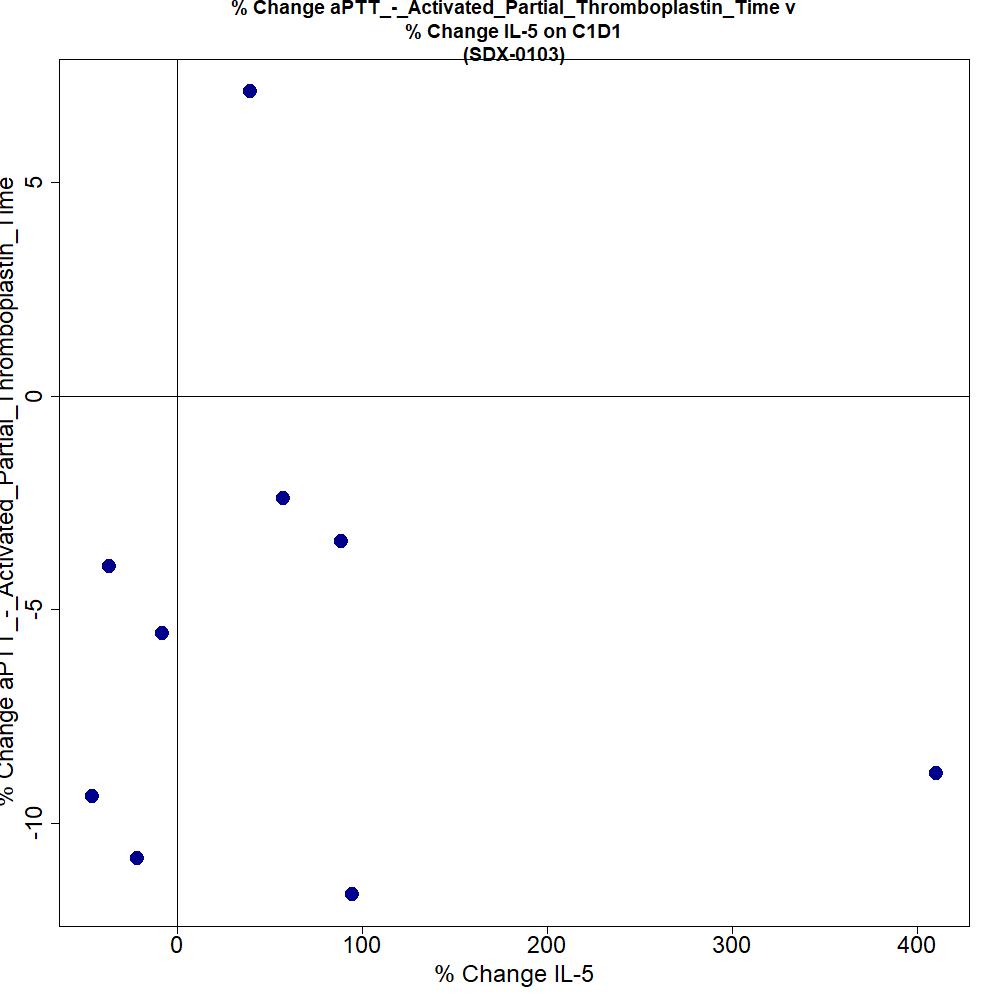 % Change aPTT_-_Activated_Partial_Thromboplastin_Time v
% Change IL-5 on C1D1
(SDX-0103)
% Change aPTT_-_Activated_Partial_Thromboplastin_Time
5
0
-5
-10
0 100 200 300 400
% Change IL-5